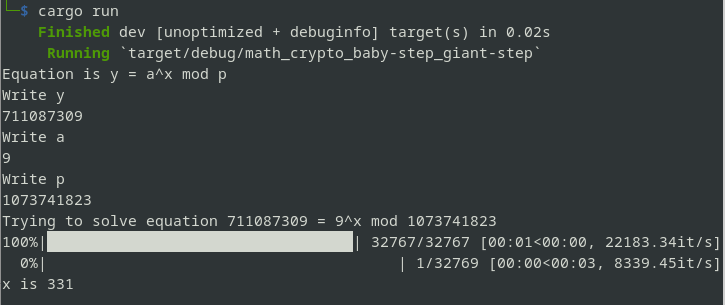 $ cargo run
Finished dev [unoptimized + debuginfo] target(s) in 0.02s
Running `target/debug/math_crypto_baby-step_giant-step`
Equation is y = a^x mod p
Write y
711087309
Write a
9
Write p
1073741823
Trying to solve equation 711087309 = 9^x mod 1073741823
100%| | 32767/32767 [00:01<00:00, 22183.34it/s]
0%| | 1/32769 [00:00<00:03, 8339.45it/s]
x is 331